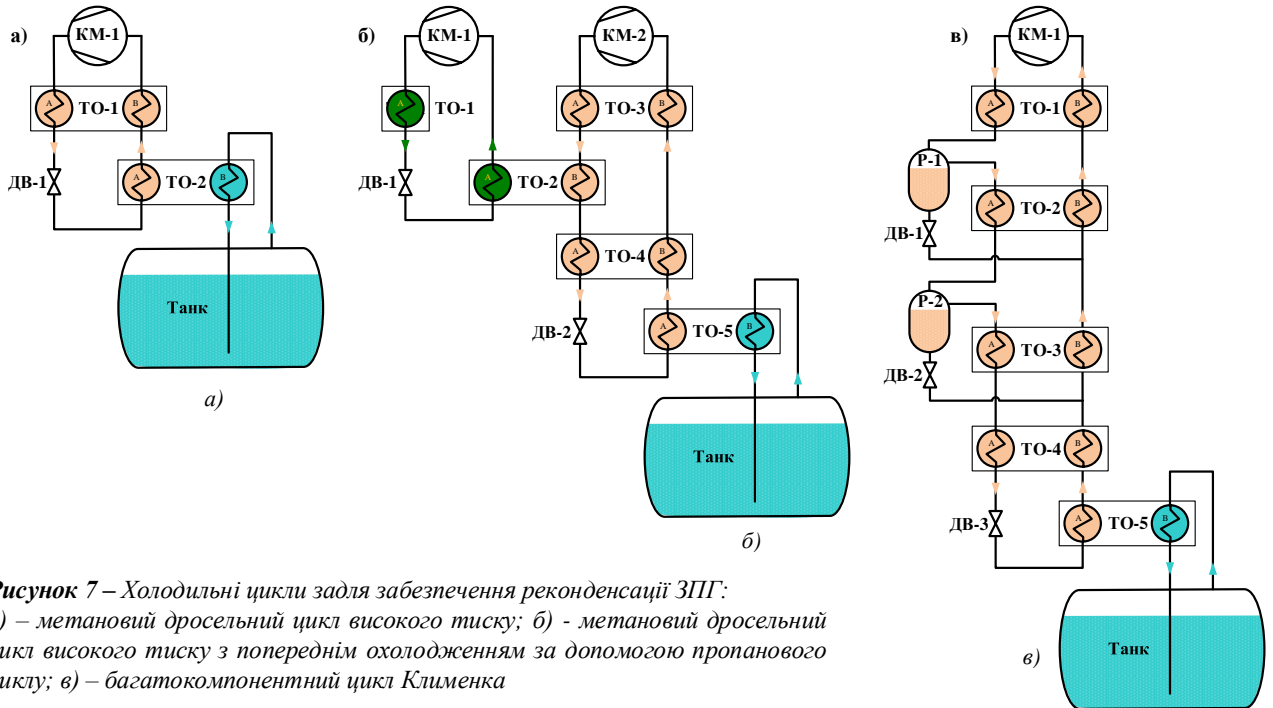 а)
КМ-1
А
ТО-1
В
ДВ-1
А
ТО-2
В
Танк
а)
б)
КМ-1
КМ-2
А
ТО-1
А
ТО-3
В
ДВ-1
А
ТО-2
В
А
ТО-4
В
ДВ-2
А
ТО-5
В
Танк
б)
в)
КМ-1
А
ТО-1
В
Р-1
А
ТО-2
В
ДВ-1
Р-2
А
ТО-3
В
ДВ-2
А
ТО-4
В
ДВ-3
А
ТО-5
В
Танк
в)
Рисунок 7 – Холодильні цикли задля забезпечення реконденсації ЗПГ:
) – метановий дросельний цикл високого тиску; б) - метановий дросельний
икл високого тиску з попереднім охолодженням за допомогою пропанового
иклу; в) – багатокомпонентний цикл Клименка